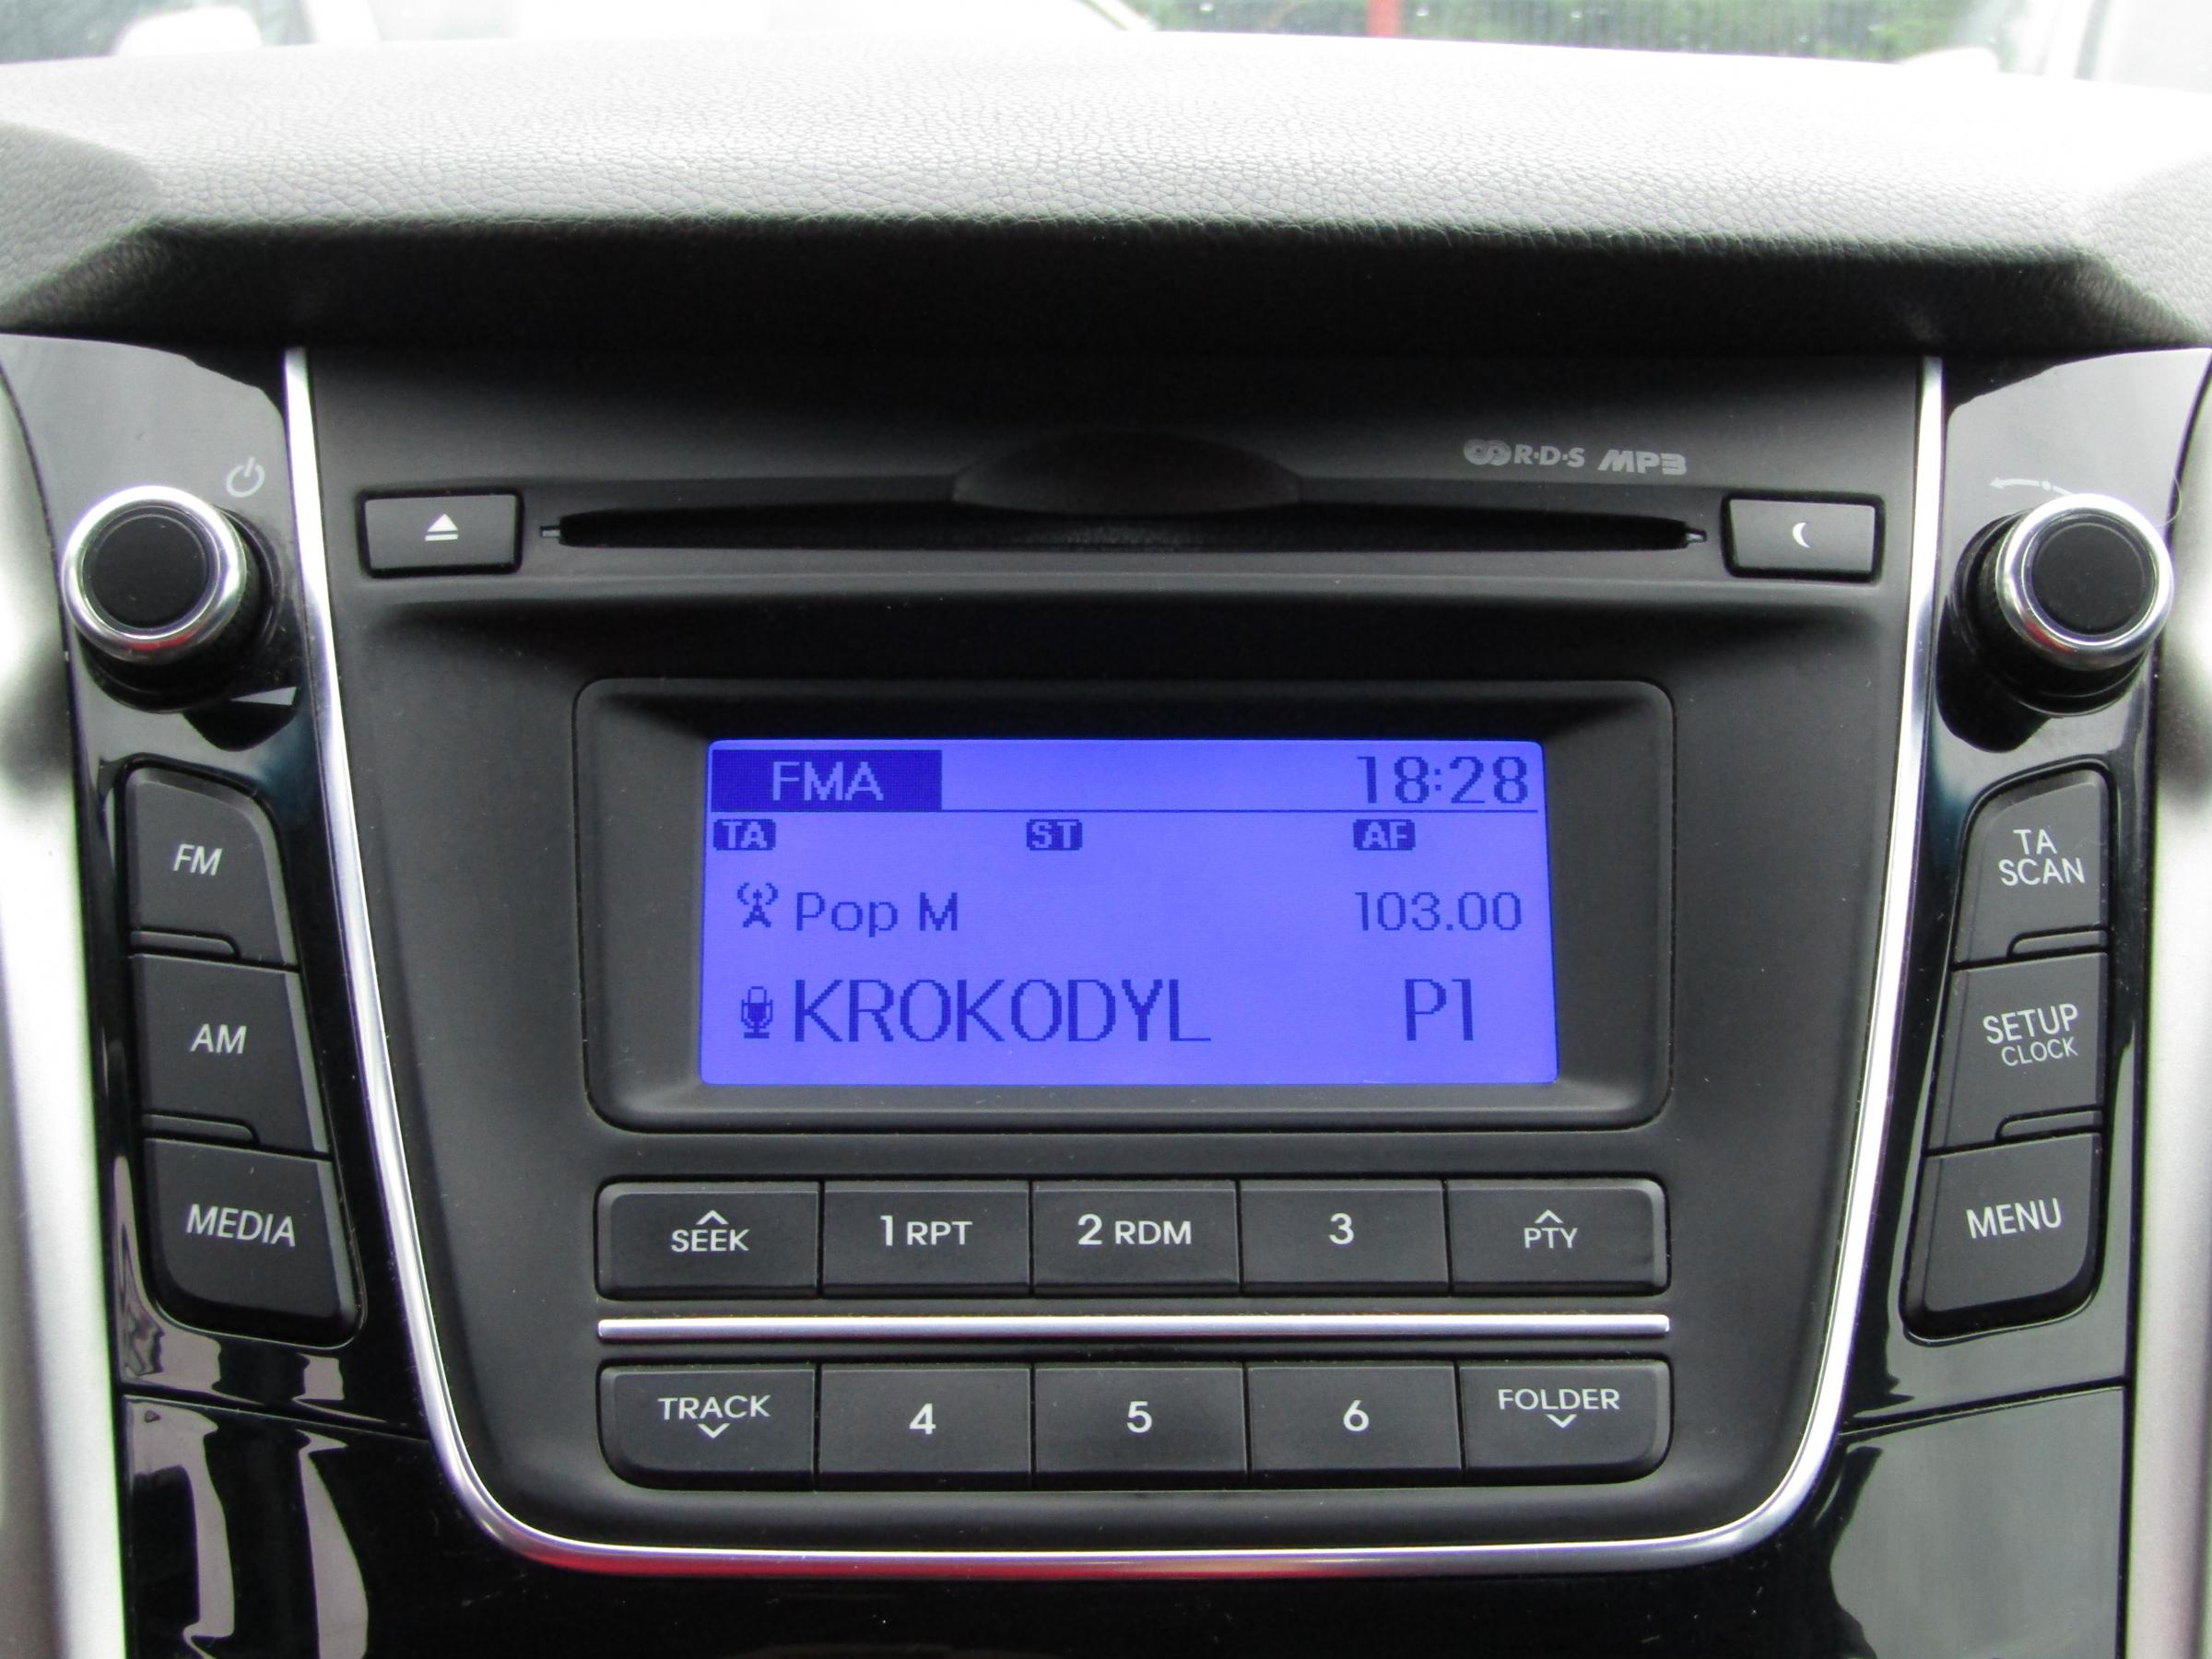 R·D·S MP3
FMA 18:28
TA ST AF
Pop M 103.00
KROKODYL P1
FM
AM
MEDIA
TA
SCAN
SETUP
CLOCK
MENU
SEEK 1 RPT 2 RDM 3 PTY
TRACK 4 5 6 FOLDER